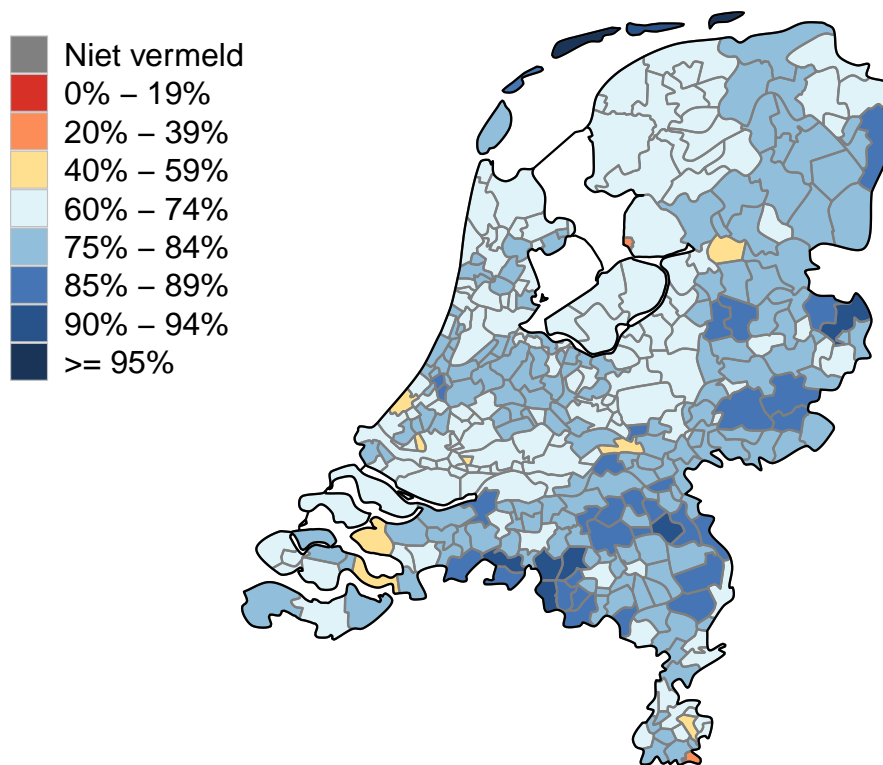 Niet vermeld
0% – 19%
20% – 39%
40% – 59%
60% – 74%
75% – 84%
85% – 89%
90% – 94%
>= 95%